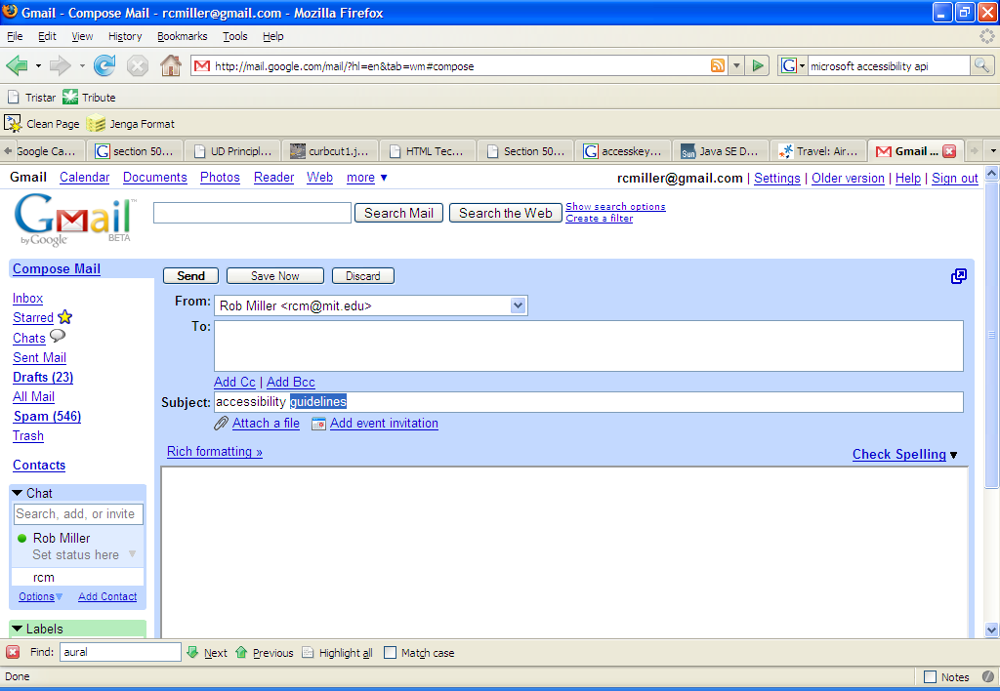 Gmail - Compose Mail - rcmiller@gmail.com - Mozilla Firefox
File Edit View History Bookmarks Tools Help
http://mail.google.com/mail/?hl=en&tab=wm#compose
G microsoft accessibility api
Tristar Tribute
Clean Page Jenga Format
Google Ca... section 50... UD Principl... curbcut1.j... HTML Tec... Section 50... accesskey... Java SE D... Travel: Air... Gmail ...
Gmail Calendar Documents Photos Reader Web more ▼ rcmiller@gmail.com | Settings | Older version | Help | Sign out
Gmail™
by Google BETA
Search Mail Search the Web Show search options
Create a filter
Compose Mail
Send Save Now Discard
Inbox
Starred
Chats
Sent Mail
Drafts (23)
All Mail
Spam (546)
Trash
Contacts
From: Rob Miller <rcm@mit.edu>
To:
Add Cc | Add Bcc
Subject: accessibility guidelines
Attach a file Add event invitation
Rich formatting » Check Spelling ▼
Chat
Search, add, or invite
Rob Miller
Set status here
rcm
Options Add Contact
Labels
Find: aural Next Previous Highlight all Match case
Done Notes